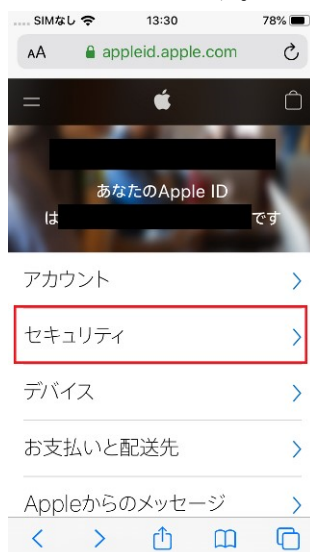 SIMなし 13:30 78%
AA appleid.apple.com
あなたのApple ID
は です
アカウント
セキュリティ
デバイス
お支払いと配送先
Appleからのメッセージ